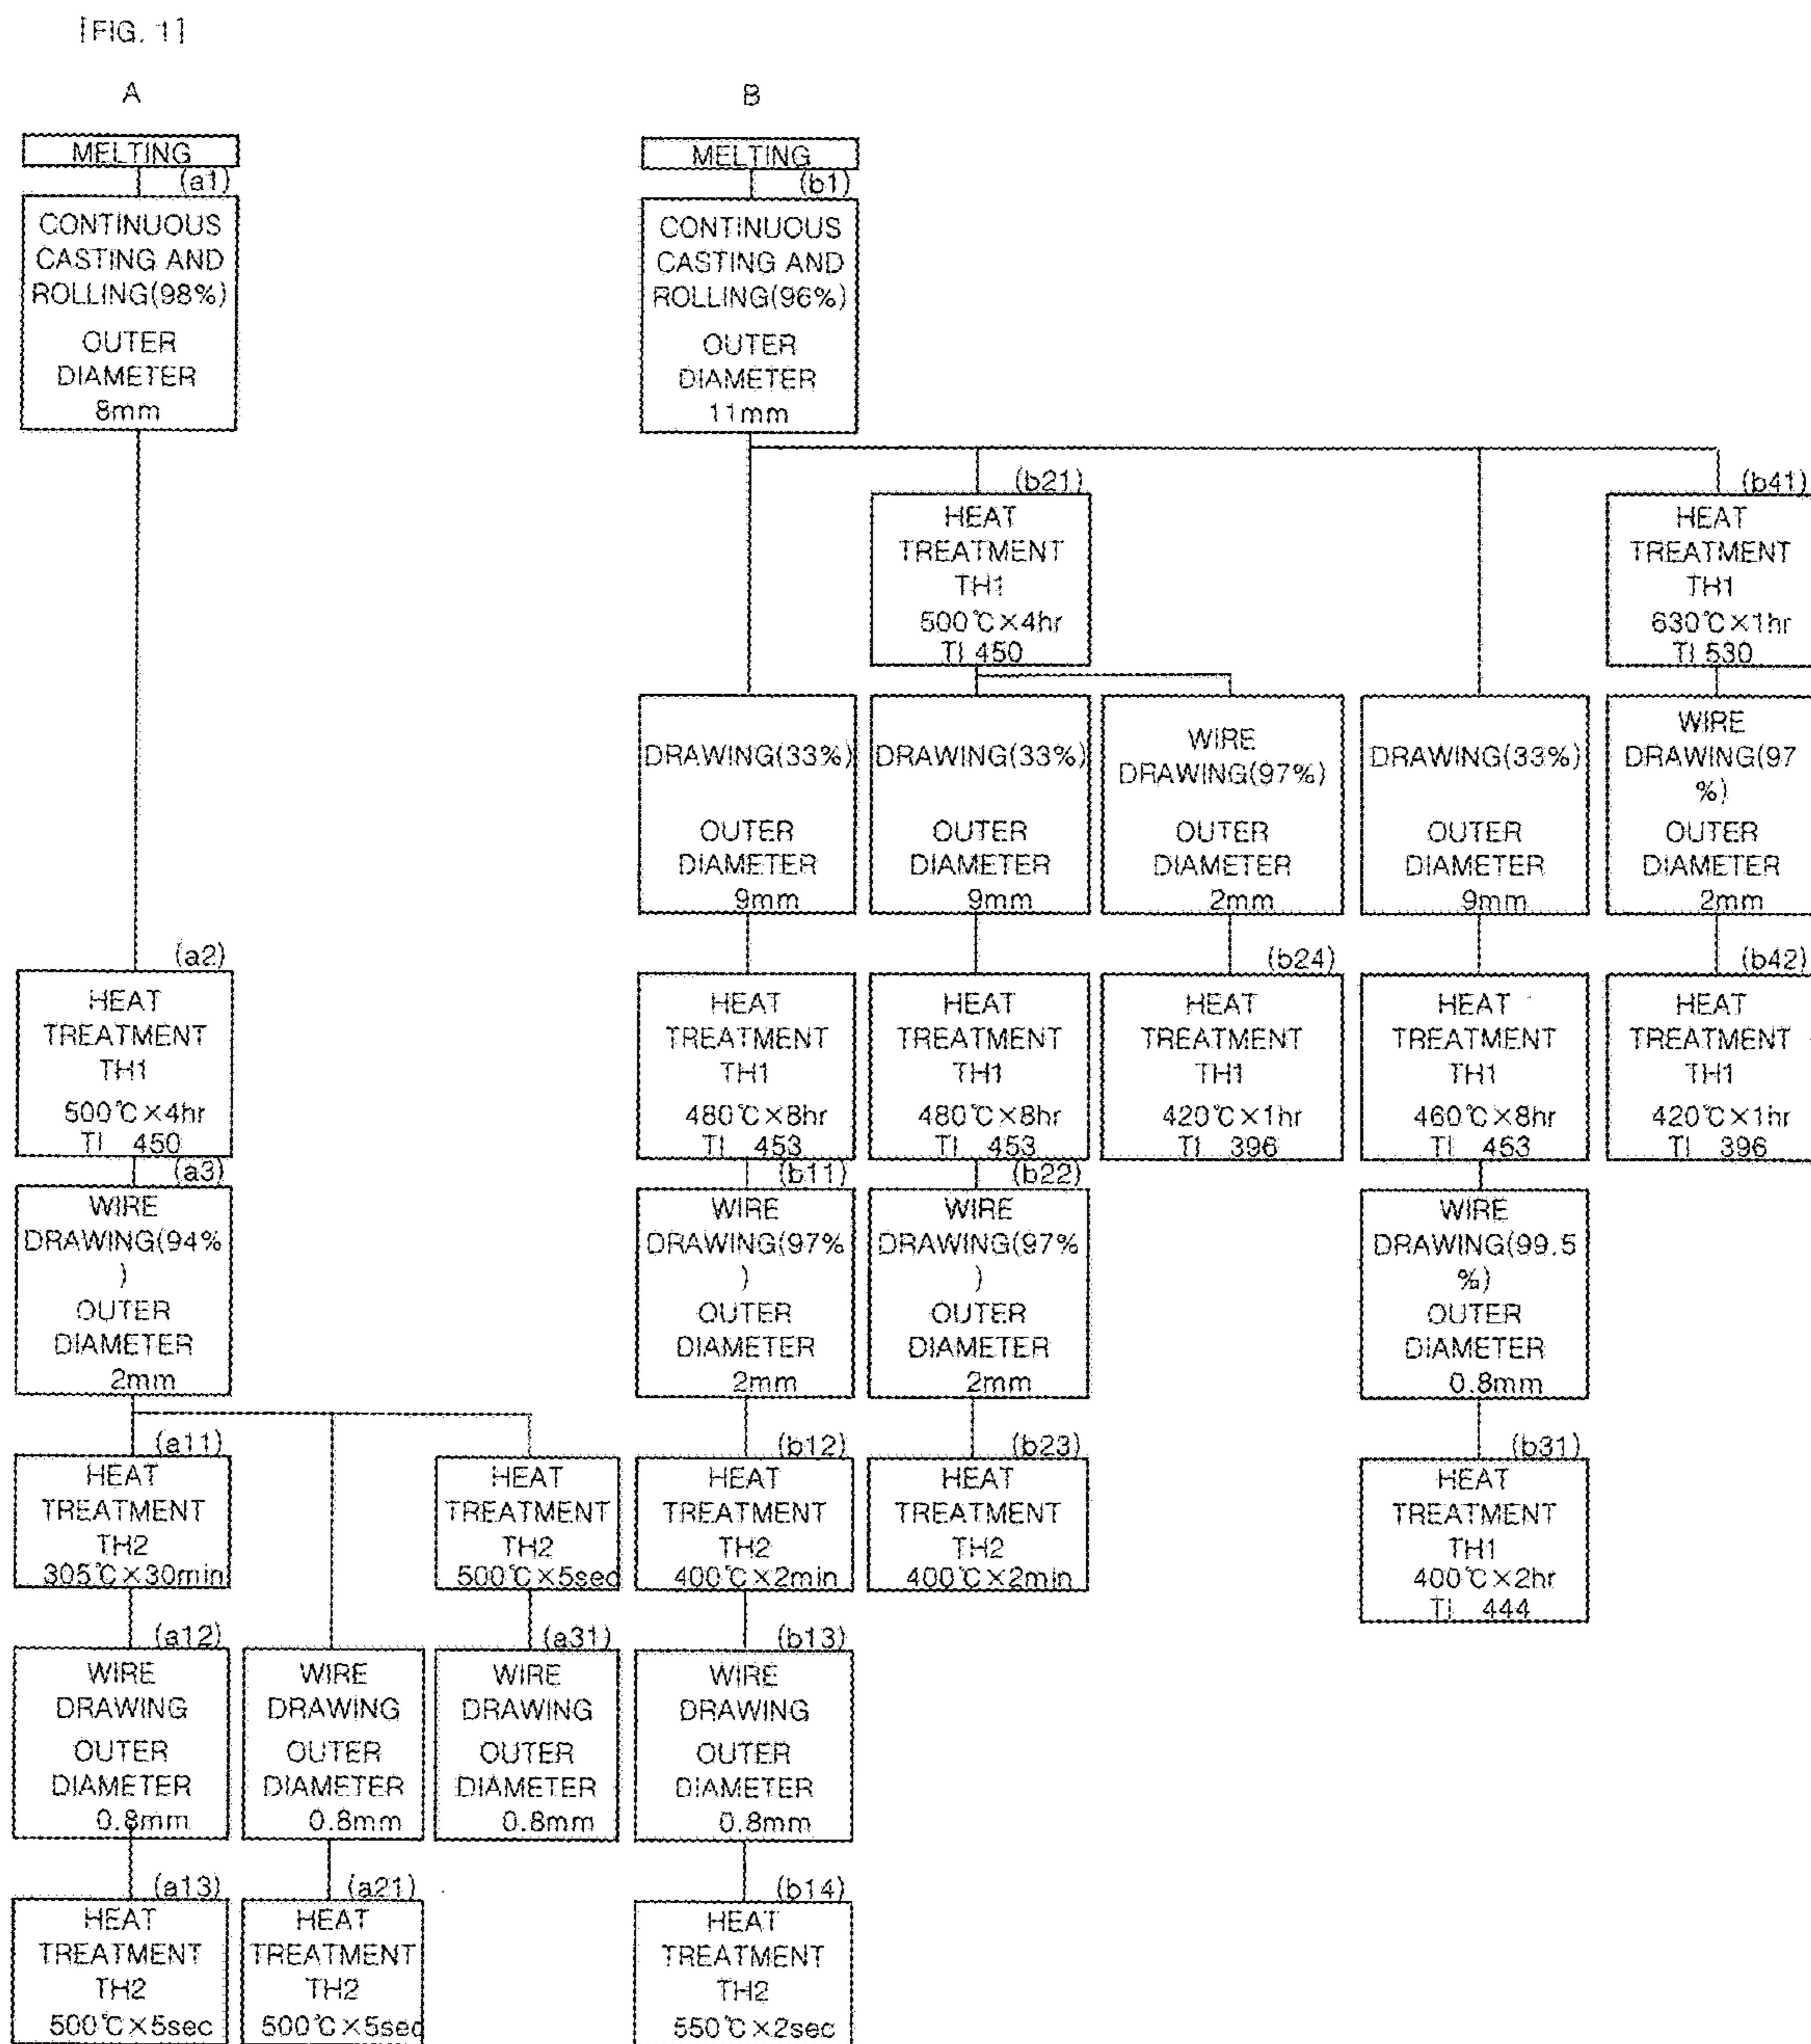 [FIG. 1]
A
MELTING
(a1)
CONTINUOUS
CASTING AND
ROLLING(98%)
OUTER
DIAMETER
8mm
(a2)
HEAT
TREATMENT
TH1
500℃×4hr
TI 450
(a3)
WIRE
DRAWING(94%
)
OUTER
DIAMETER
2mm
(a11)
HEAT
TREATMENT
TH2
305℃×30min
(a12)
WIRE
DRAWING
OUTER
DIAMETER
0.8mm
(a13)
HEAT
TREATMENT
TH2
500℃×5sec
WIRE
DRAWING
OUTER
DIAMETER
0.8mm
(a21)
HEAT
TREATMENT
TH2
500℃×5sec
HEAT
TREATMENT
TH2
500℃×5sec
(a31)
WIRE
DRAWING
OUTER
DIAMETER
0.8mm
B
MELTING
(b1)
CONTINUOUS
CASTING AND
ROLLING(96%)
OUTER
DIAMETER
11mm
DRAWING(33%)
OUTER
DIAMETER
9mm
HEAT
TREATMENT
TH1
480℃×8hr
TI 453
(b11)
WIRE
DRAWING(97%
)
OUTER
DIAMETER
2mm
(b12)
HEAT
TREATMENT
TH2
400℃×2min
(b13)
WIRE
DRAWING
OUTER
DIAMETER
0.8mm
(b14)
HEAT
TREATMENT
TH2
550℃×2sec
(b21)
HEAT
TREATMENT
TH1
500℃×4hr
TI 450
DRAWING(33%)
OUTER
DIAMETER
9mm
HEAT
TREATMENT
TH1
480℃×8hr
TI 453
(b22)
WIRE
DRAWING(97%
)
OUTER
DIAMETER
2mm
(b23)
HEAT
TREATMENT
TH2
400℃×2min
WIRE
DRAWING(97%)
OUTER
DIAMETER
2mm
(b24)
HEAT
TREATMENT
TH1
420℃×1hr
TI 396
DRAWING(33%)
OUTER
DIAMETER
9mm
HEAT
TREATMENT
TH1
460℃×8hr
TI 453
WIRE
DRAWING(99.5
%)
OUTER
DIAMETER
0.8mm
(b31)
HEAT
TREATMENT
TH1
400℃×2hr
TI 444
(b41)
HEAT
TREATMENT
TH1
630℃×1hr
TI 530
WIRE
DRAWING(97
%)
OUTER
DIAMETER
2mm
(b42)
HEAT
TREATMENT
TH1
420℃×1hr
TI 396